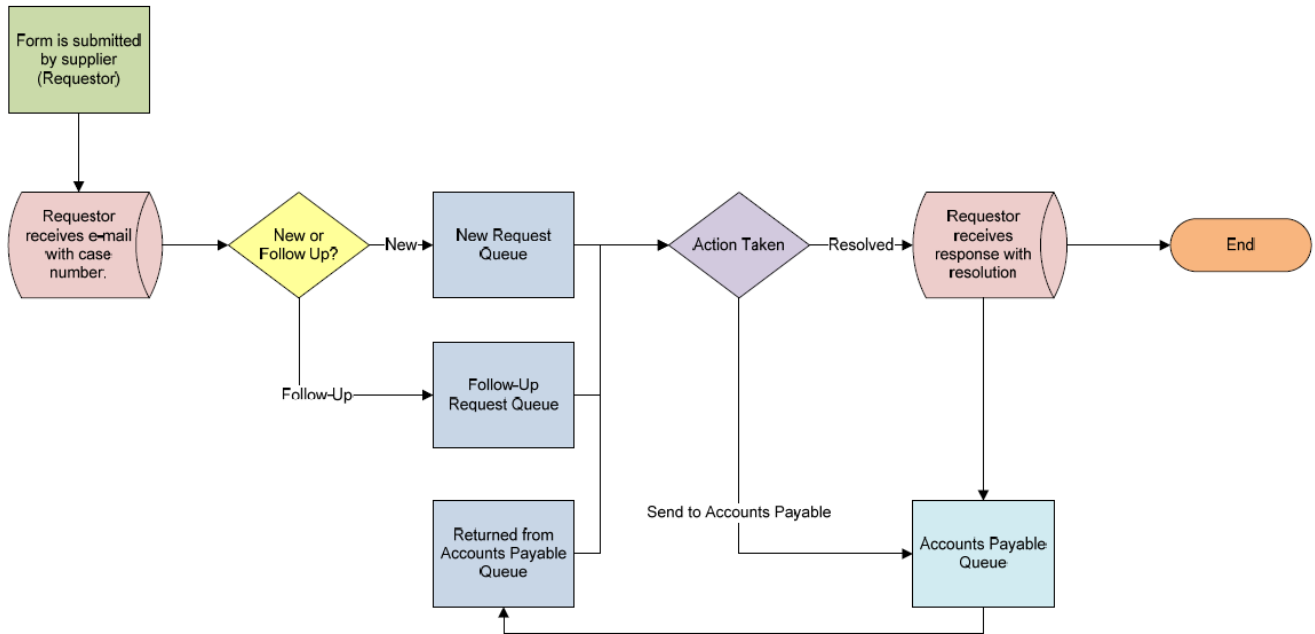 Form is submitted
by supplier
(Requestor)
Requestor
receives e-mail
with case
number.
New or
Follow Up?
New
New Request
Queue
Action Taken
Resolved
Requestor
receives
response with
resolution
End
Follow-Up
Follow-Up
Request Queue
Send to Accounts Payable
Returned from
Accounts Payable
Queue
Accounts Payable
Queue